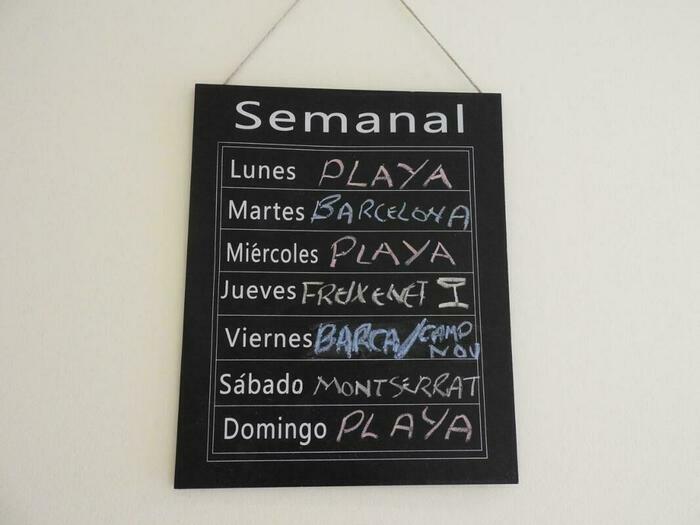 Semanal
Lunes PLAYA
Martes BARCELONA
Miércoles PLAYA
Jueves FREIXENET
Viernes BARCA/CAMP NOU
Sábado MONTSERRAT
Domingo PLAYA